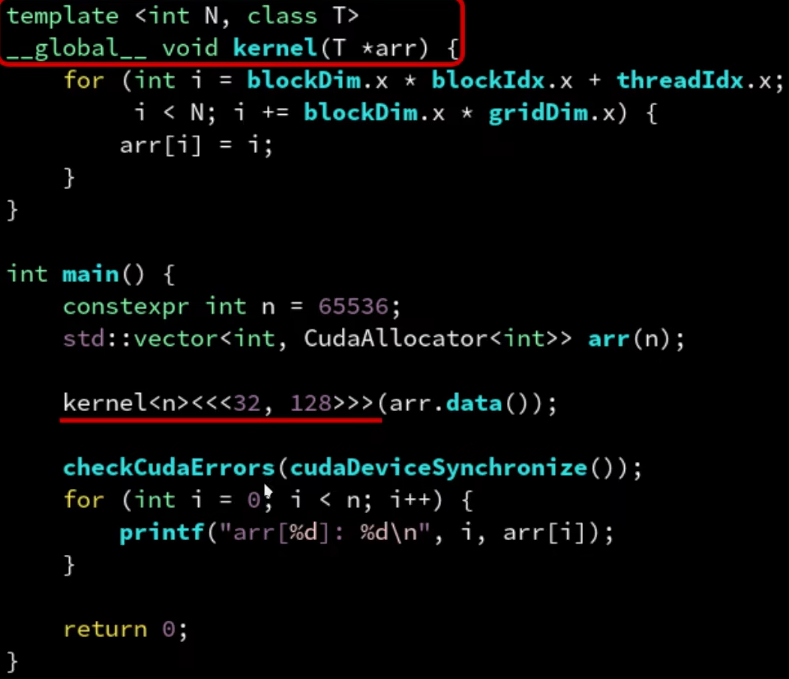 template <int N, class T>
__global__ void kernel(T *arr) {
    for (int i = blockDim.x * blockIdx.x + threadIdx.x;
         i < N; i += blockDim.x * gridDim.x) {
        arr[i] = i;
    }
}

int main() {
    constexpr int n = 65536;
    std::vector<int, CudaAllocator<int>> arr(n);

    kernel<n><<<32, 128>>>(arr.data());

    checkCudaErrors(cudaDeviceSynchronize());
    for (int i = 0; i < n; i++) {
        printf("arr[%d]: %d\n", i, arr[i]);
    }

    return 0;
}